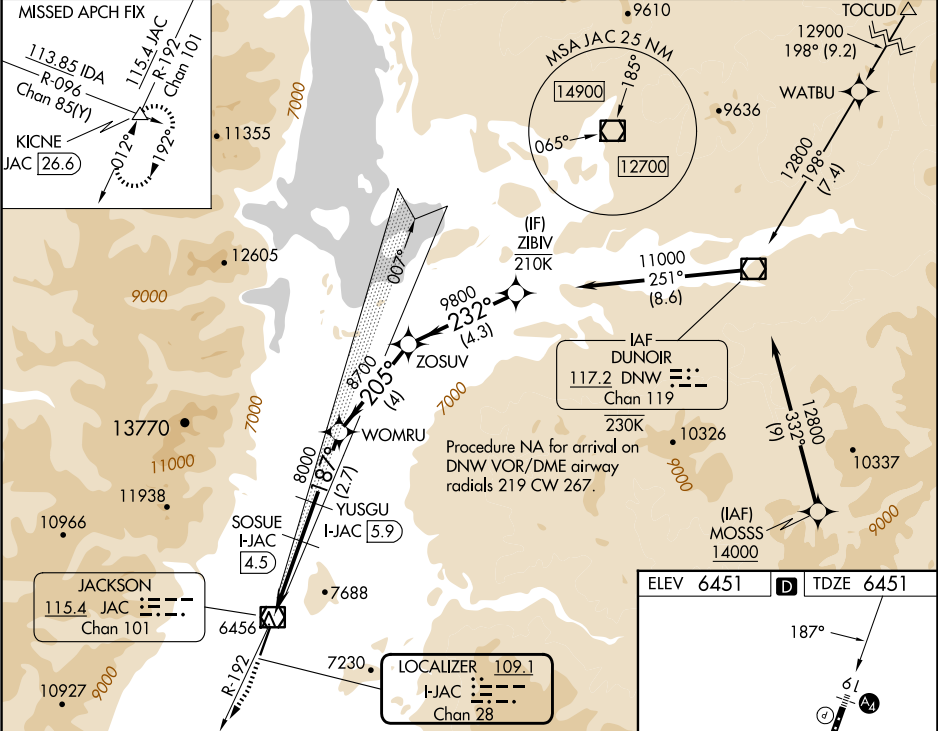 MISSED APCH FIX
113.85 IDA
R-096
Chan 85(Y)
115.4 JAC
R-192
Chan 101
KICNE
JAC 26.6
012°
192°
7000
11355
9610
MSA JAC 25 NM
185°
14900
065°
12700
9636
TOCUD
12900
198° (9.2)
WATBU
12800
198°
(7.4)
12605
9000
007°
(IF)
ZIBIV
210K
11000
251°
(8.6)
9800
232°
(4.3)
ZOSUV
IAF
DUNOIR
117.2 DNW
Chan 119
230K
8700
205°
(4)
7000
7000
13770
WOMRU
Procedure NA for arrival on
DNW VOR/DME airway
radials 219 CW 267.
10326
9000
12800
332°
(9)
10337
11000
8000
187°
(2.7)
11938
10966
YUSGU
I-JAC 5.9
SOSUE
I-JAC
4.5
(IAF)
MOSSS
14000
9000
JACKSON
115.4 JAC
Chan 101
7688
6456
ELEV 6451 D TDZE 6451
187°
R-192
7230
LOCALIZER 109.1
I-JAC
Chan 28
10927
9000
19
A4
P